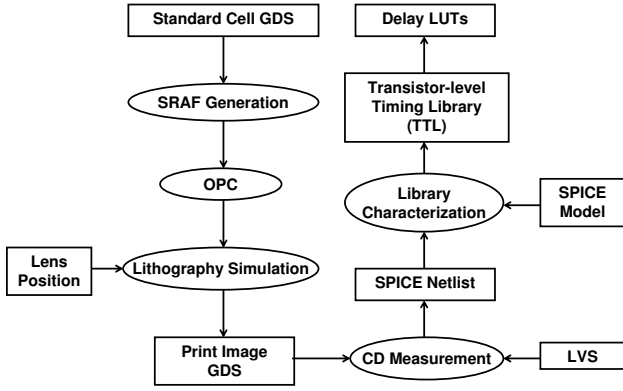 Standard Cell GDS
SRAF Generation
OPC
Lens
Position
Lithography Simulation
Print Image
GDS
CD Measurement
LVS
SPICE Netlist
Library
Characterization
SPICE
Model
Transistor-level
Timing Library
(TTL)
Delay LUTs